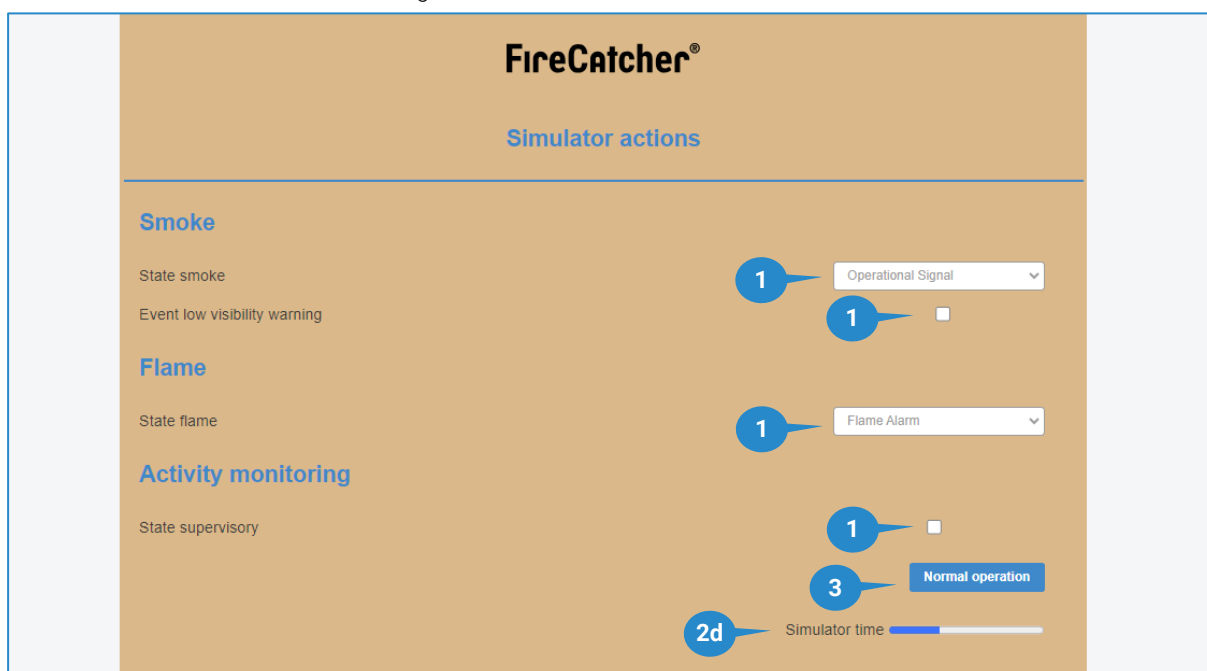 FireCatcher®
Simulator actions
Smoke
State smoke
1
Operational Signal
Event low visibility warning
1
Flame
State flame
1
Flame Alarm
Activity monitoring
State supervisory
1
3
Normal operation
2d
Simulator time